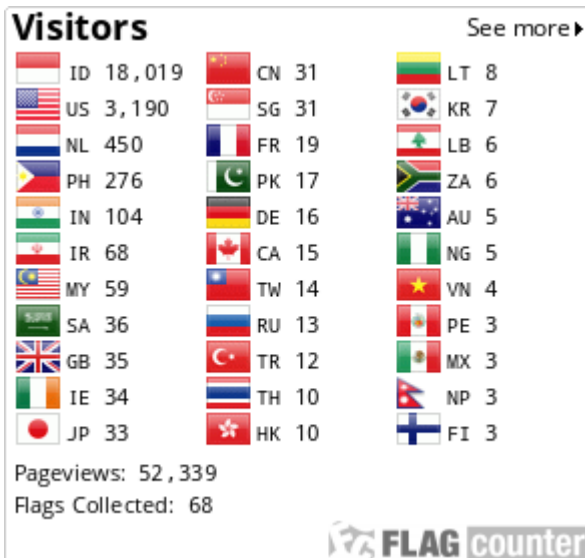 Visitors See more
ID 18,019 CN 31 LT 8
US 3,190 SG 31 KR 7
NL 450 FR 19 LB 6
PH 276 PK 17 ZA 6
IN 104 DE 16 AU 5
IR 68 CA 15 NG 5
MY 59 TW 14 VN 4
SA 36 RU 13 PE 3
GB 35 TR 12 MX 3
IE 34 TH 10 NP 3
JP 33 HK 10 FI 3
Pageviews: 52,339
Flags Collected: 68
FLAG counter